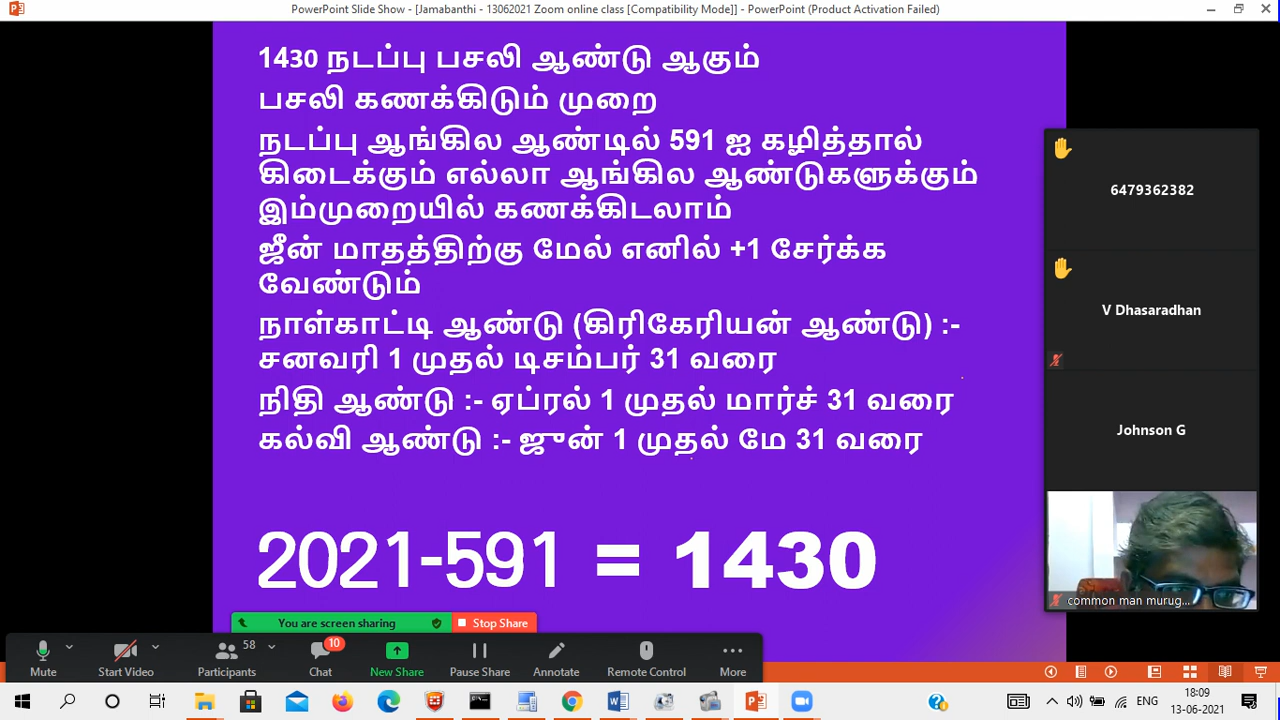 PowerPoint Slide Show - [Jamabanthi - 13062021 Zoom online class [Compatibility Mode]] - PowerPoint (Product Activation Failed)
1430 நடப்பு பசலி ஆண்டு ஆகும்
பசலி கணக்கிடும் முறை
நடப்பு ஆங்கில ஆண்டில் 591 ஐ கழித்தால்
கிடைக்கும் எல்லா ஆங்கில ஆண்டுகளுக்கும்
இம்முறையில் கணக்கிடலாம்
ஜீன் மாதத்திற்கு மேல் எனில் +1 சேர்க்க
வேண்டும்
நாள்காட்டி ஆண்டு (கிரிகேரியன் ஆண்டு) :-
சனவரி 1 முதல் டிசம்பர் 31 வரை
நிதி ஆண்டு :- ஏப்ரல் 1 முதல் மார்ச் 31 வரை
கல்வி ஆண்டு :- ஜுன் 1 முதல் மே 31 வரை
2021-591 = 1430
6479362382
V Dhasaradhan
Johnson G
common man murug...
You are screen sharing
Stop Share
Mute
Start Video
58
Participants
10
Chat
New Share
Pause Share
Annotate
Remote Control
More
ENG
18:09
13-06-2021